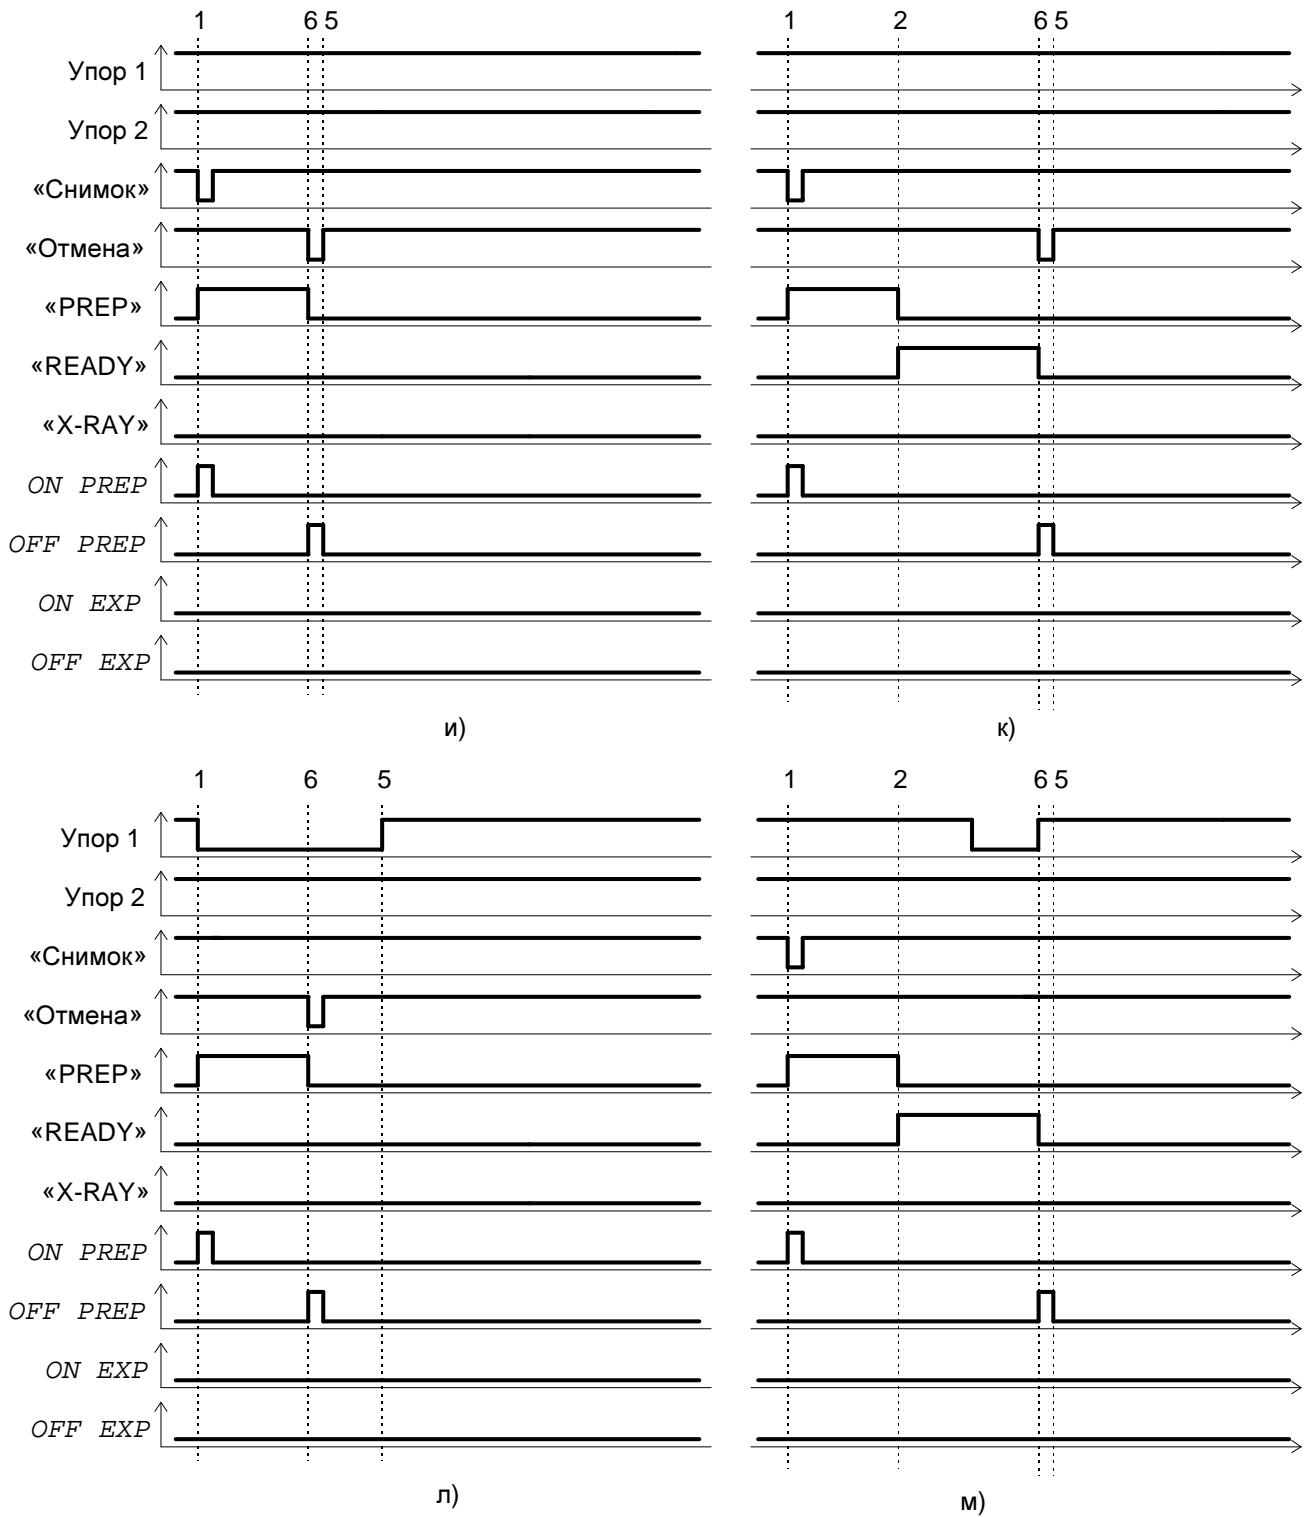 1 6 5 1 2 6 5
Упор 1
Упор 2
«Снимок»
«Отмена»
«PREP»
«READY»
«X-RAY»
ON PREP
OFF PREP
ON EXP
OFF EXP
и) к)
1 6 5 1 2 6 5
Упор 1
Упор 2
«Снимок»
«Отмена»
«PREP»
«READY»
«X-RAY»
ON PREP
OFF PREP
ON EXP
OFF EXP
л) м)